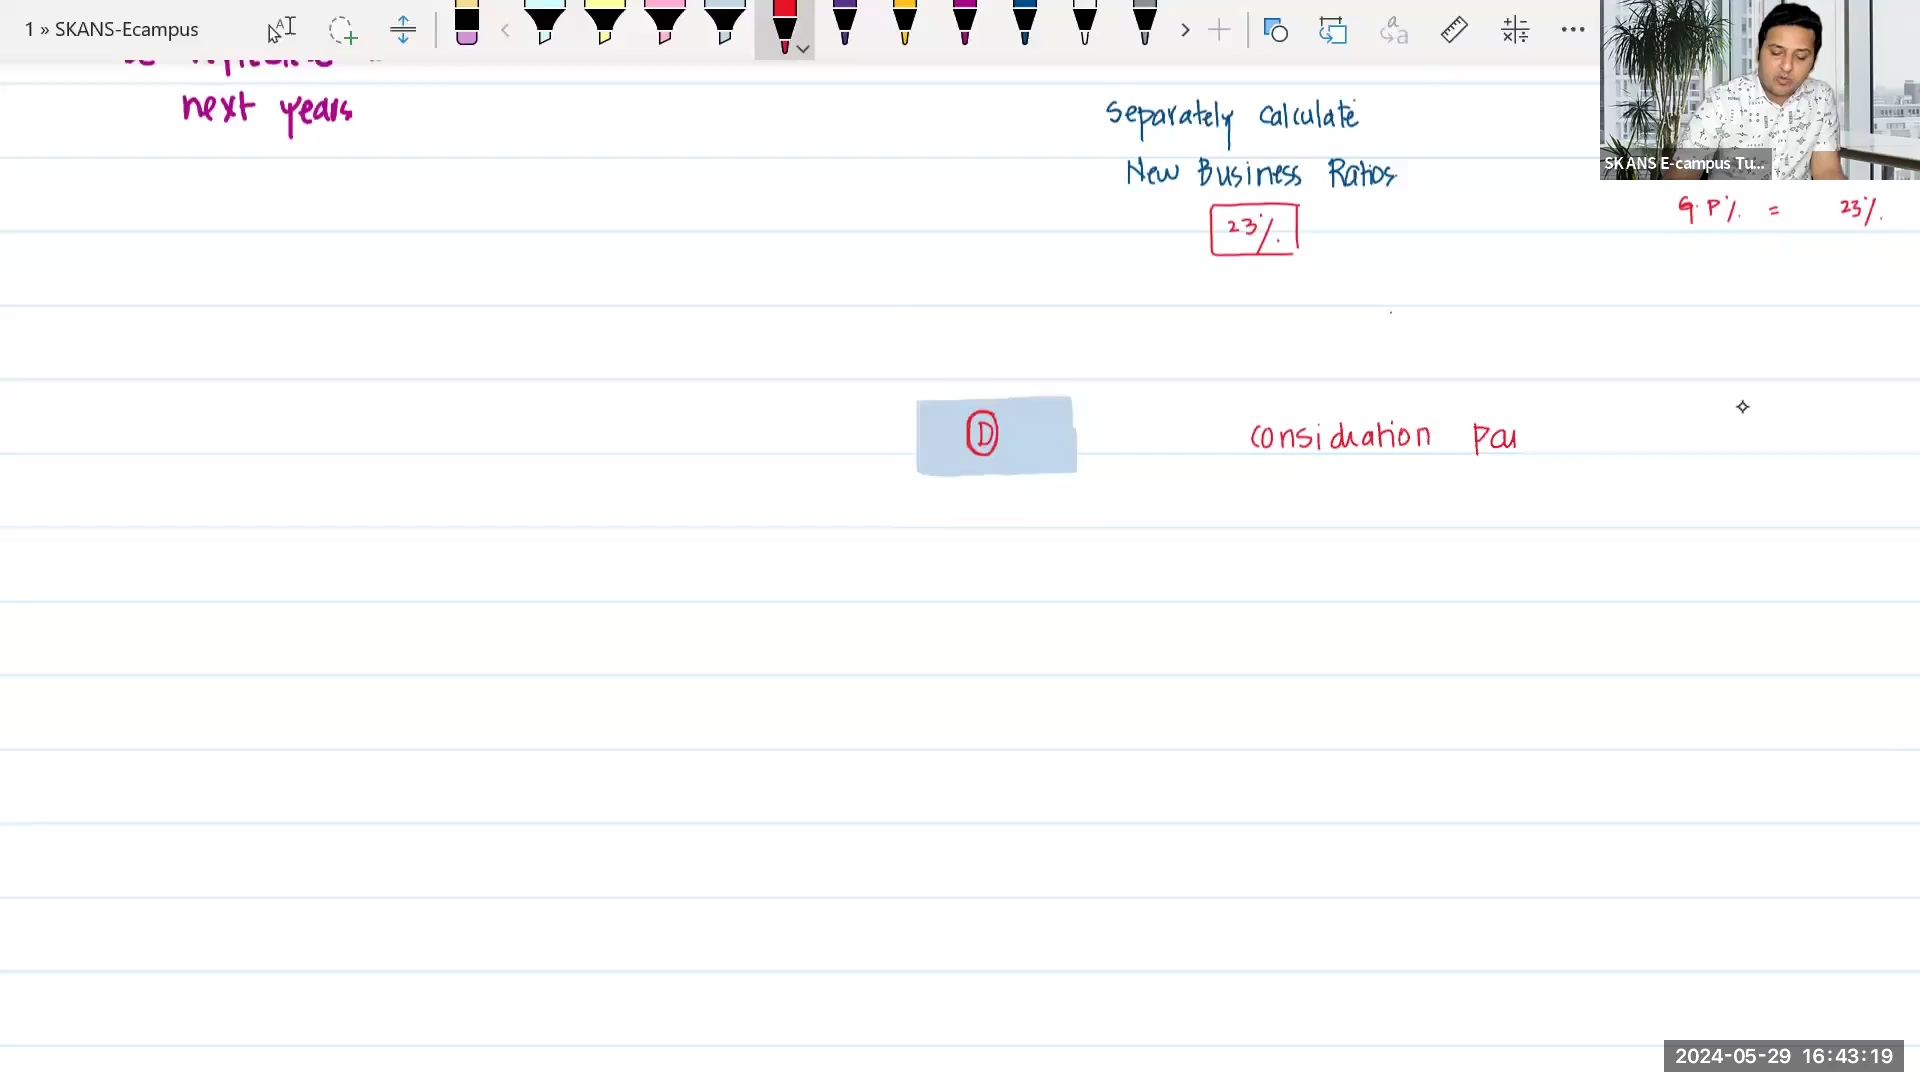 1 » SKANS-Ecampus
next years
Separately calculate
New Business Ratios
23%.
SKANS E-campus Tu...
G.P%. = 23%.
D
consideration pa
2024-05-29 16:43:19